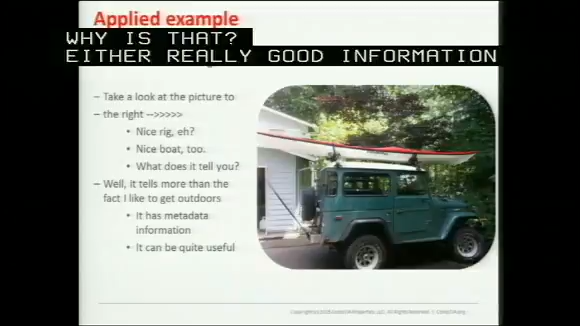 Applied example
WHY IS THAT?
EITHER REALLY GOOD INFORMATION
– Take a look at the picture to
– the right -->>>>>
• Nice rig, eh?
• Nice boat, too.
• What does it tell you?
– Well, it tells more than the
fact I like to get outdoors
• It has metadata
information
• It can be quite useful